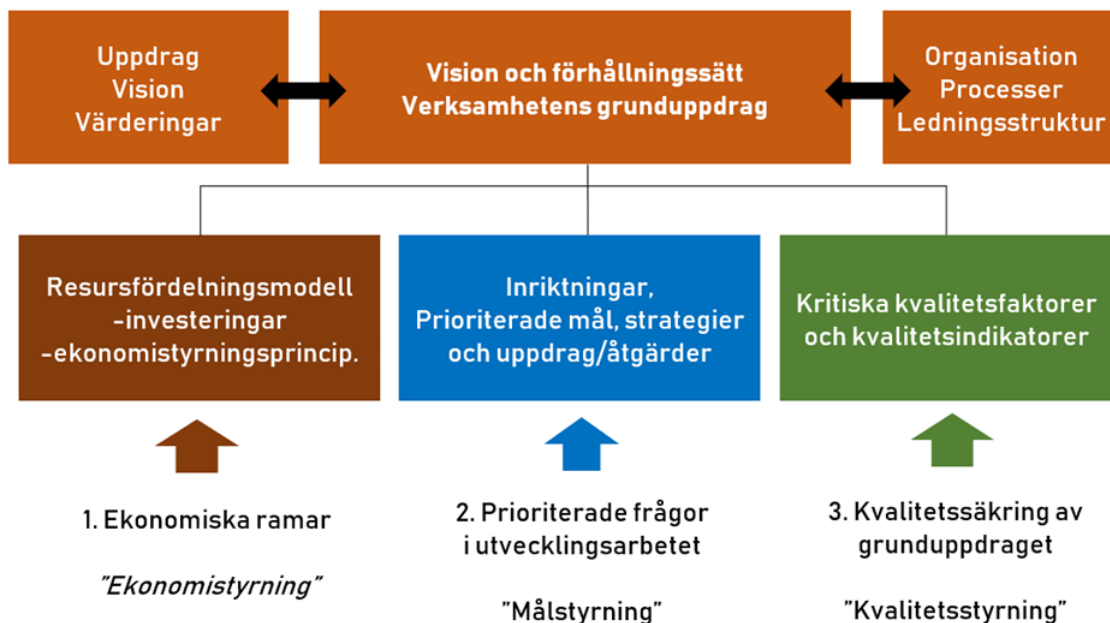 Uppdrag
Vision
Värderingar
Vision och förhållningssätt
Verksamhetens grunduppdrag
Organisation
Processer
Ledningsstruktur
Resursfördelningsmodell
-investeringar
-ekonomistyrningsprincip.
Inriktningar,
Prioriterade mål, strategier
och uppdrag/åtgärder
Kritiska kvalitetsfaktorer
och kvalitetsindikatorer
1. Ekonomiska ramar
”Ekonomistyrning”
2. Prioriterade frågor
i utvecklingsarbetet
”Målstyrning”
3. Kvalitetssäkring av
grunduppdraget
”Kvalitetsstyrning”